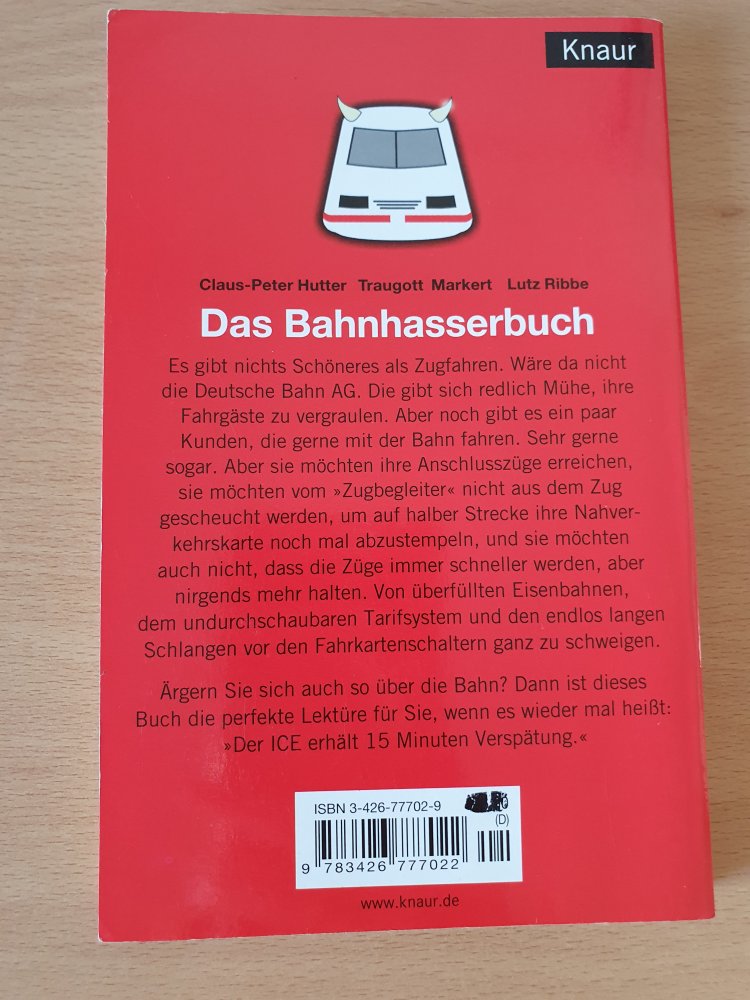 Knaur
Claus-Peter Hutter Traugott Markert Lutz Ribbe
Das Bahnhasserbuch
Es gibt nichts Schöneres als Zugfahren. Wäre da nicht
die Deutsche Bahn AG. Die gibt sich redlich Mühe, ihre
Fahrgäste zu vergraulen. Aber noch gibt es ein paar
Kunden, die gerne mit der Bahn fahren. Sehr gerne
sogar. Aber sie möchten ihre Anschlusszüge erreichen,
sie möchten vom »Zugbegleiter« nicht aus dem Zug
gescheucht werden, um auf halber Strecke ihre Nahver-
kehrskarte noch mal abzustempeln, und sie möchten
auch nicht, dass die Züge immer schneller werden, aber
nirgends mehr halten. Von überfüllten Eisenbahnen,
dem undurchschaubaren Tarifsystem und den endlos langen
Schlangen vor den Fahrkartenschaltern ganz zu schweigen.
Ärgern Sie sich auch so über die Bahn? Dann ist dieses
Buch die perfekte Lektüre für Sie, wenn es wieder mal heißt:
»Der ICE erhält 15 Minuten Verspätung.«
ISBN 3-426-77702-9
(D)
9 783426 777022
www.knaur.de